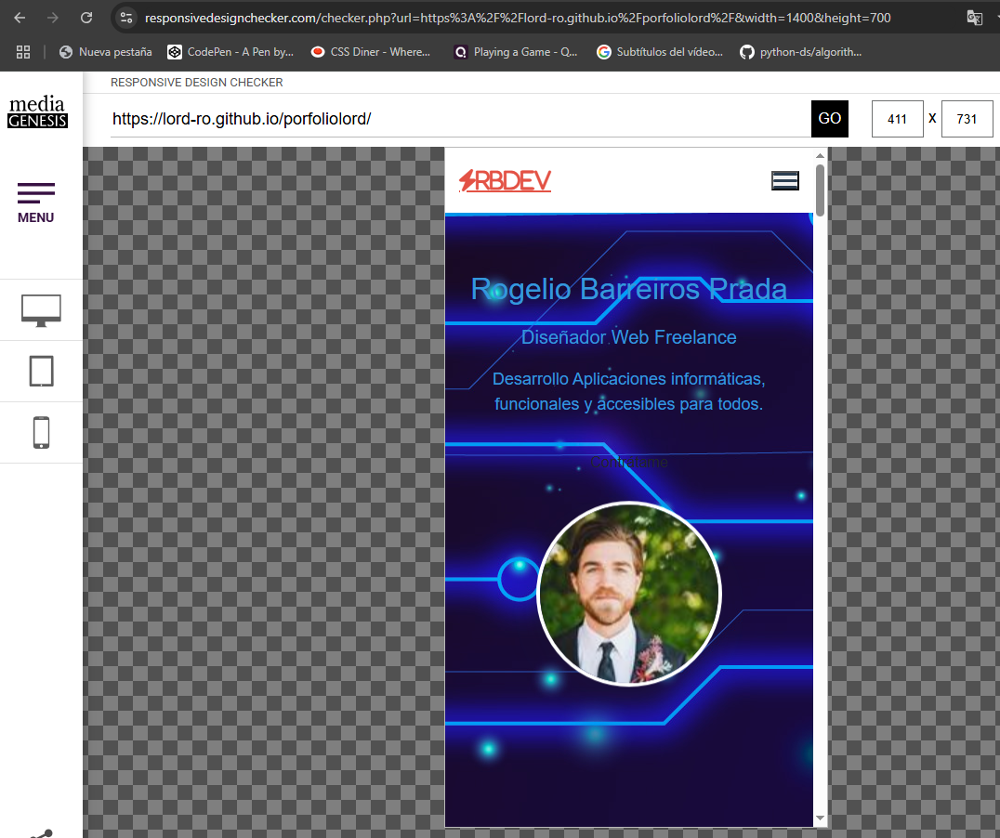 responsivedesignchecker.com/checker.php?url=https%3A%2F%2Flord-ro.github.io%2Fporfoliolord%2F&width=1400&height=700
Nueva pestaña
CodePen - A Pen by...
CSS Diner - Where...
Playing a Game - Q...
Subtítulos del vídeo...
python-ds/algorith...
RESPONSIVE DESIGN CHECKER
media
GENESIS
https://lord-ro.github.io/porfoliolord/
GO
411 X 731
MENU
RBDEV
Rogelio Barreiros Prada
Diseñador Web Freelance
Desarrollo Aplicaciones informáticas,
funcionales y accesibles para todos.
Contratame